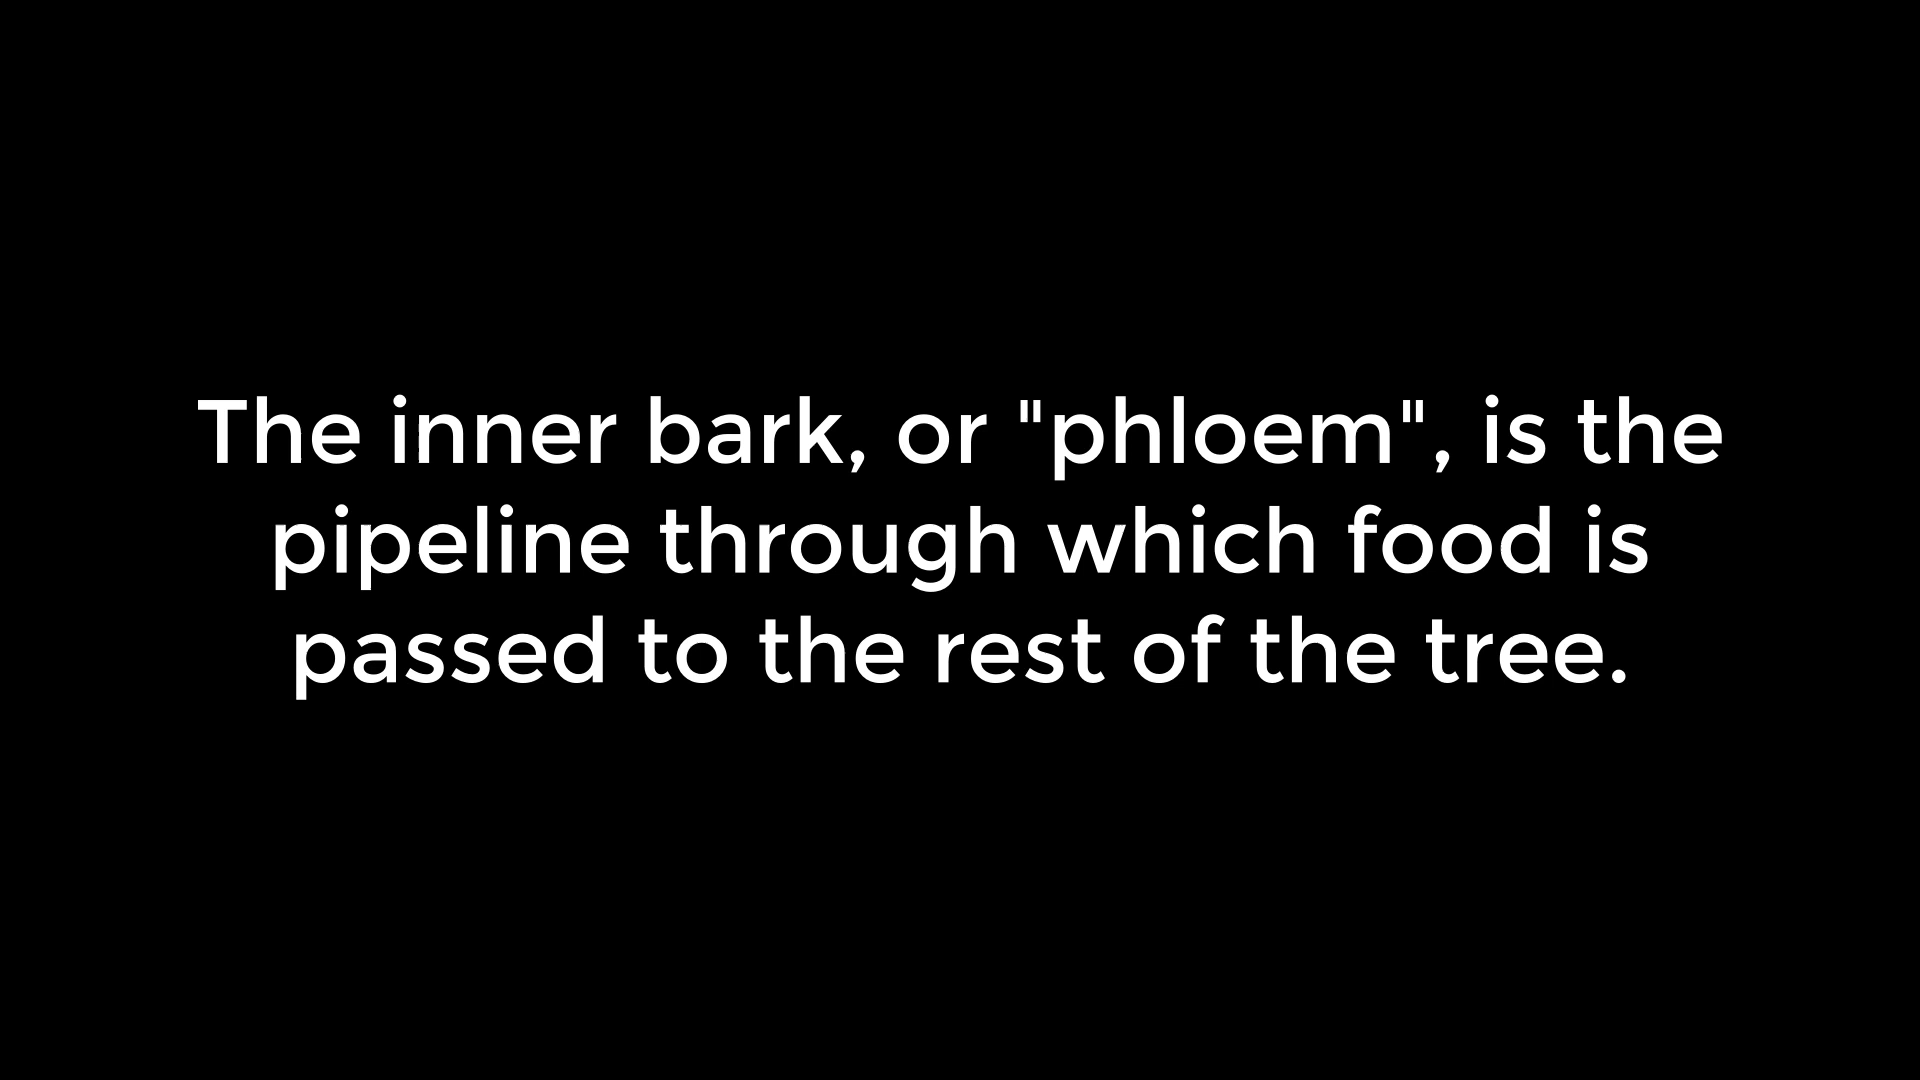 The inner bark, or "phloem", is the
pipeline through which food is
passed to the rest of the tree.